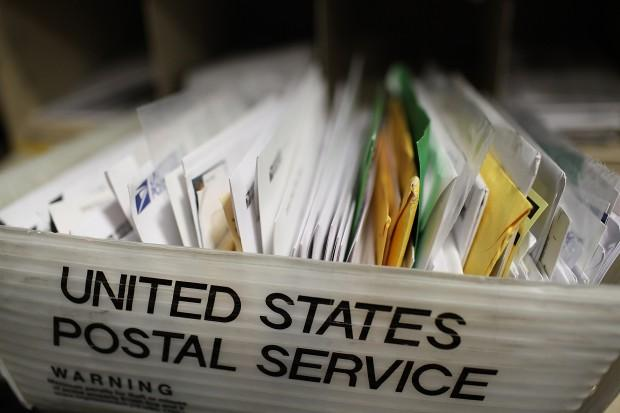 UNITED STATES
POSTAL SERVICE
WARNING